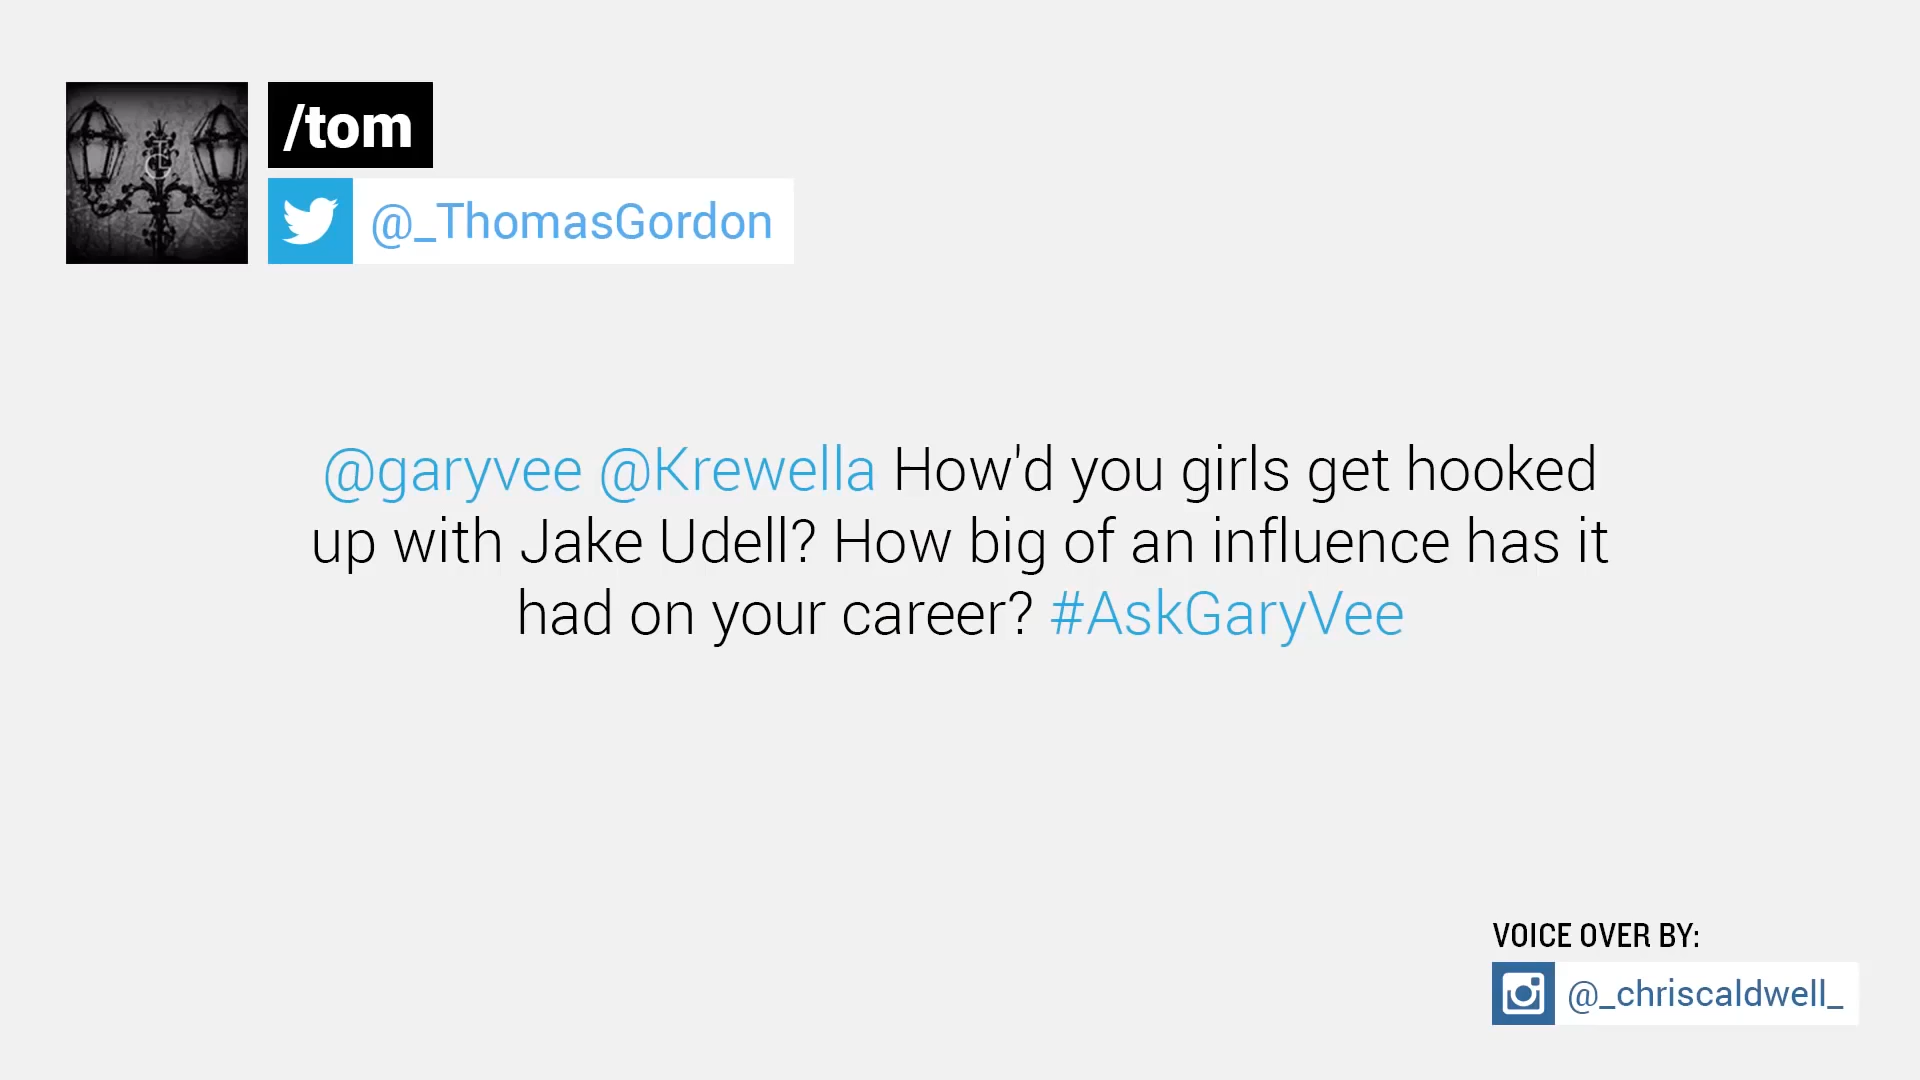 /tom
@_ThomasGordon
@garyvee @Krewella How'd you girls get hooked
up with Jake Udell? How big of an influence has it
had on your career? #AskGaryVee
VOICE OVER BY:
@_chriscaldwell_